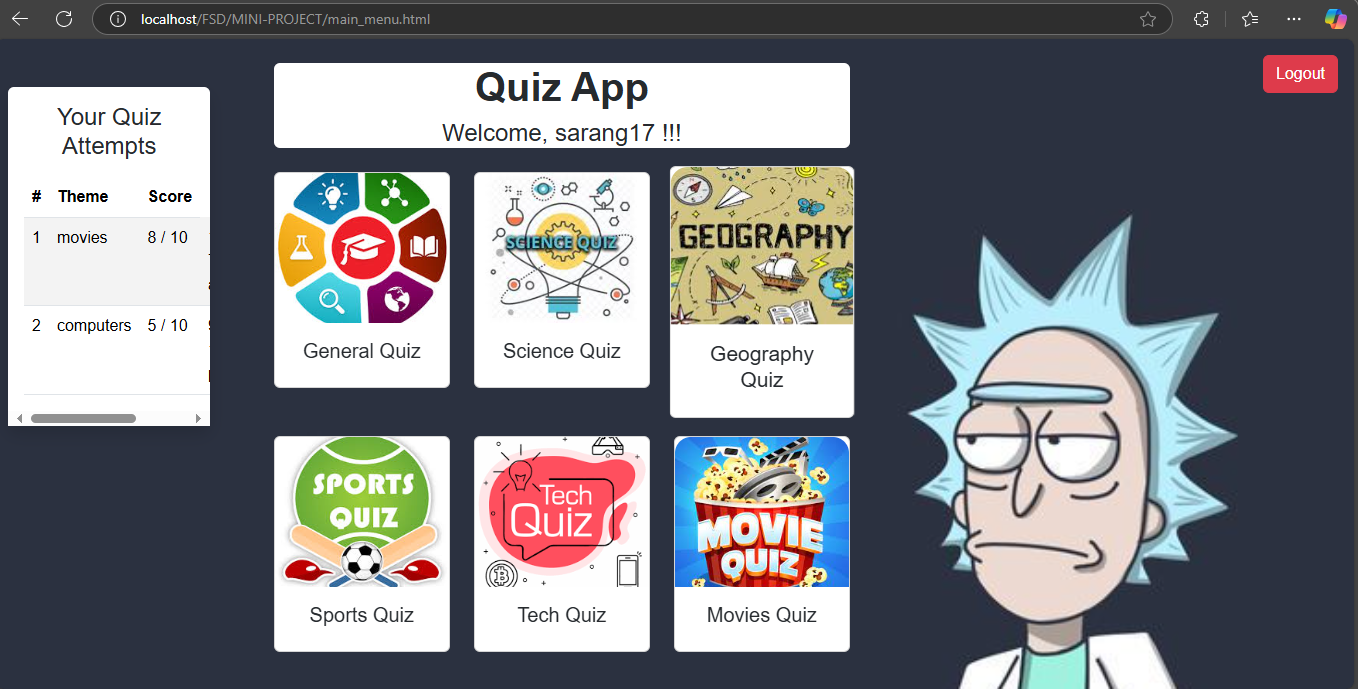 localhost/FSD/MINI-PROJECT/main_menu.html
Logout
Your Quiz
Attempts
# Theme Score
1 movies 8 / 10
2 computers 5 / 10
Quiz App
Welcome, sarang17 !!!
General Quiz
SCIENCE QUIZ
Science Quiz
GEOGRAPHY
Geography
Quiz
SPORTS
QUIZ
Sports Quiz
Tech
Quiz
Tech Quiz
MOVIE
QUIZ
Movies Quiz